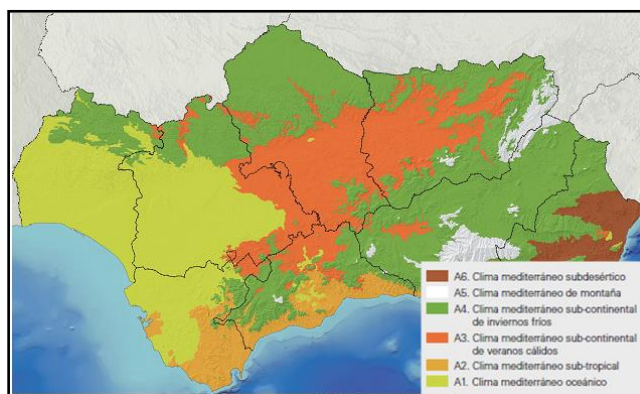 A6. Clima mediterráneo subdesértico
A5. Clima mediterráneo de montaña
A4. Clima mediterráneo sub-continental
de inviernos fríos
A3. Clima mediterráneo sub-continental
de veranos cálidos
A2. Clima mediterráneo sub-tropical
A1. Clima mediterráneo oceánico